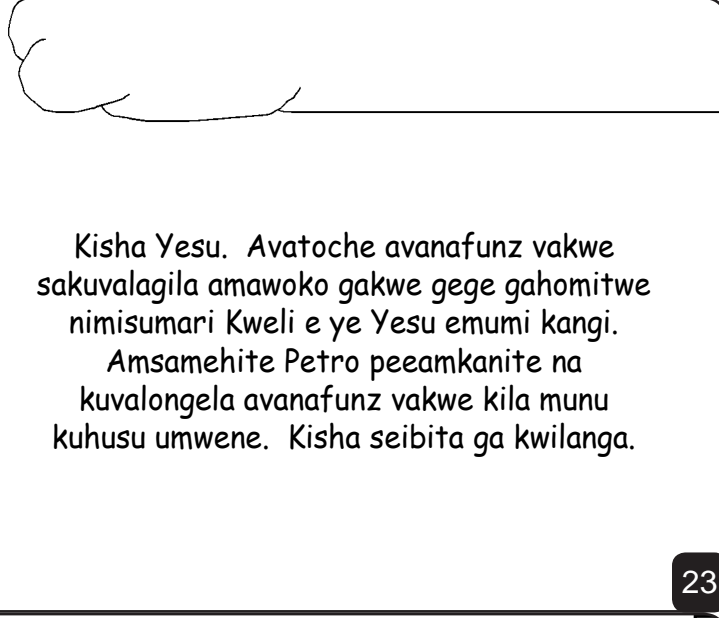 Kisha Yesu.  Avatoche avanafunz vakwe
sakuvalagila amawoko gakwe gege gahomitwe
nimisumari Kweli e ye Yesu emumi kangi.
Amsamehite Petro peeamkanite na
kuvalongela avanafunz vakwe kila munu
kuhusu umwene.  Kisha seibita ga kwilanga.
23